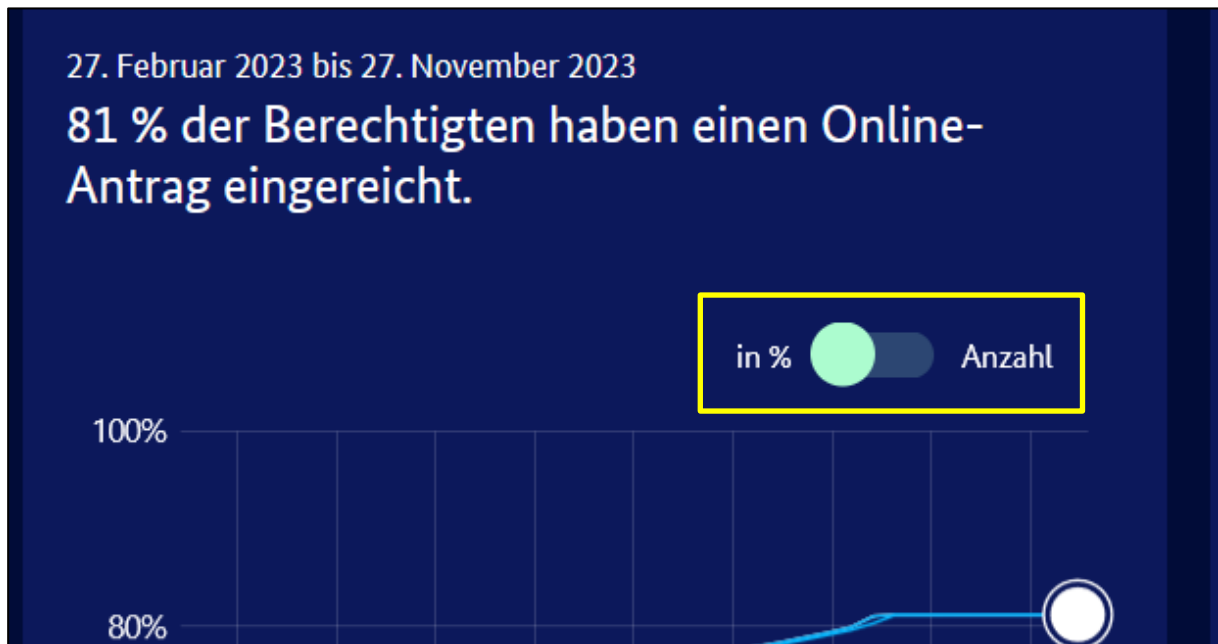 27. Februar 2023 bis 27. November 2023
81 % der Berechtigten haben einen Online-
Antrag eingereicht.
in % Anzahl
100%
80%